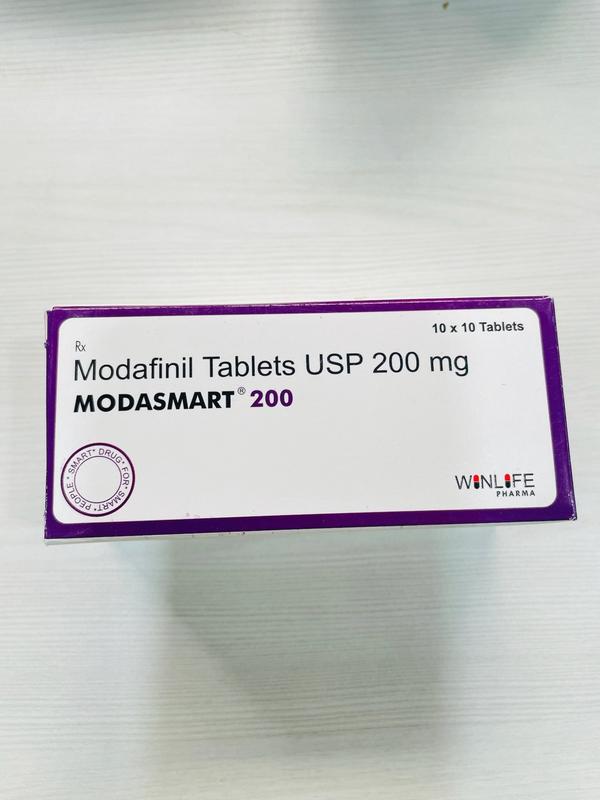 10 x 10 Tablets
Rx
Modafinil Tablets USP 200 mg
MODASMART® 200
SMART* DRUG* FOR* SMART* PEOPLE*
WINLIFE
PHARMA